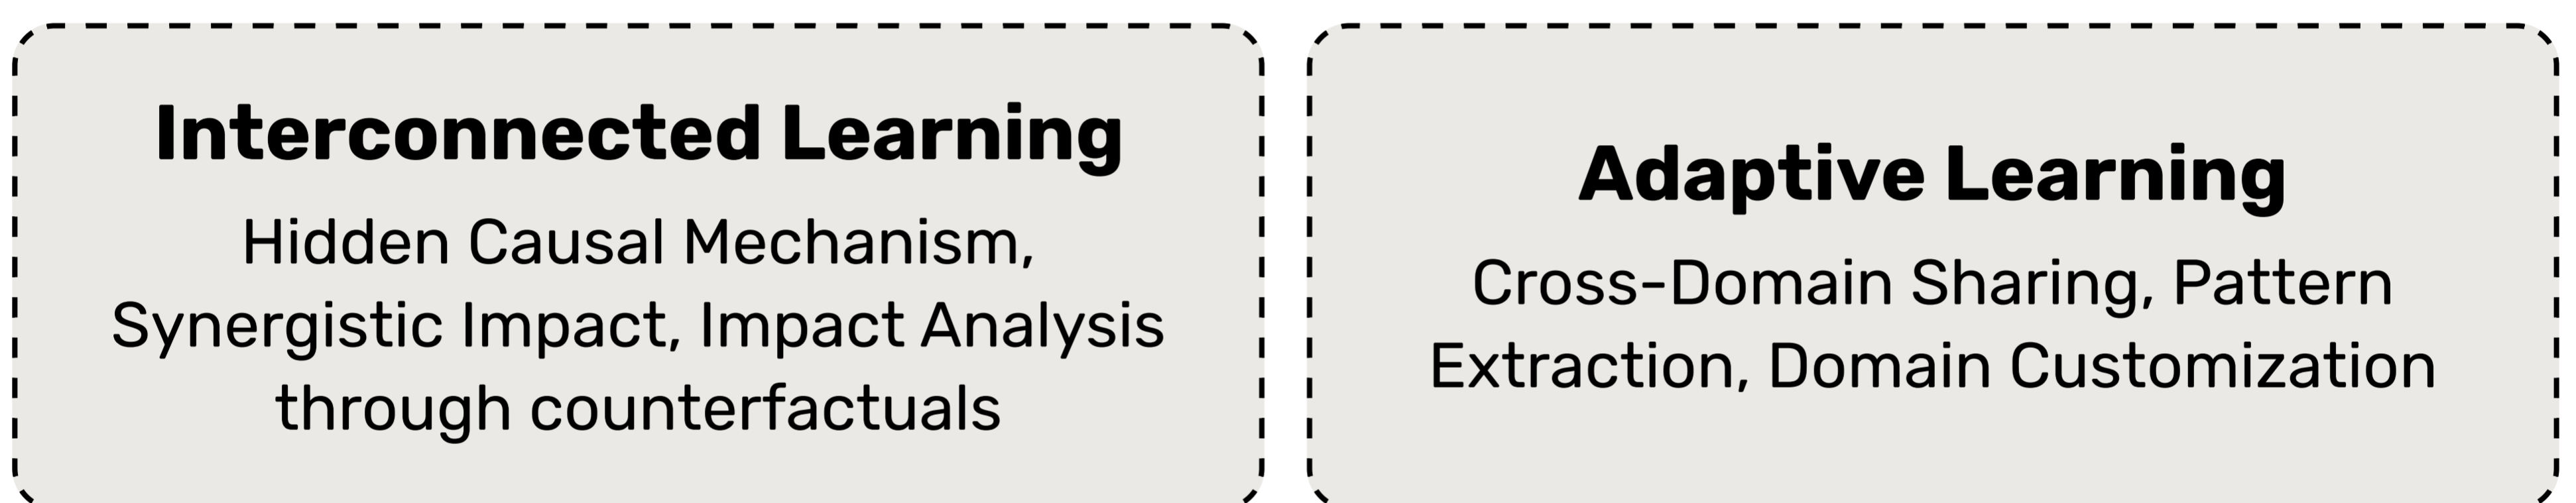 Interconnected Learning
Hidden Causal Mechanism,
Synergistic Impact, Impact Analysis
through counterfactuals
Adaptive Learning
Cross-Domain Sharing, Pattern
Extraction, Domain Customization